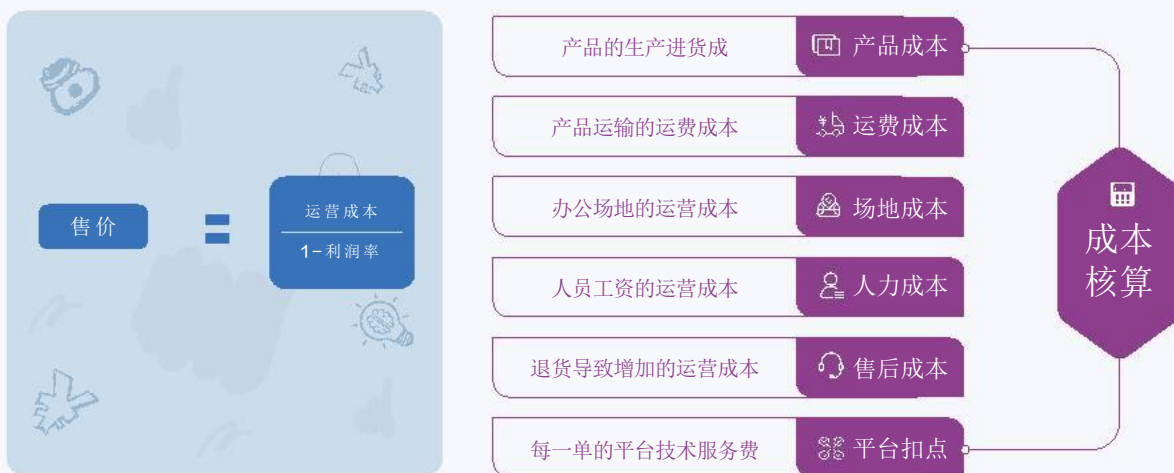 售价
运营成本
1-利润率
产品的生产进货成
产品成本
产品运输的运费成本
运费成本
办公场地的运营成本
场地成本
人员工资的运营成本
人力成本
退货导致增加的运营成本
售后成本
每一单的平台技术服务费
平台扣点
成本
核算